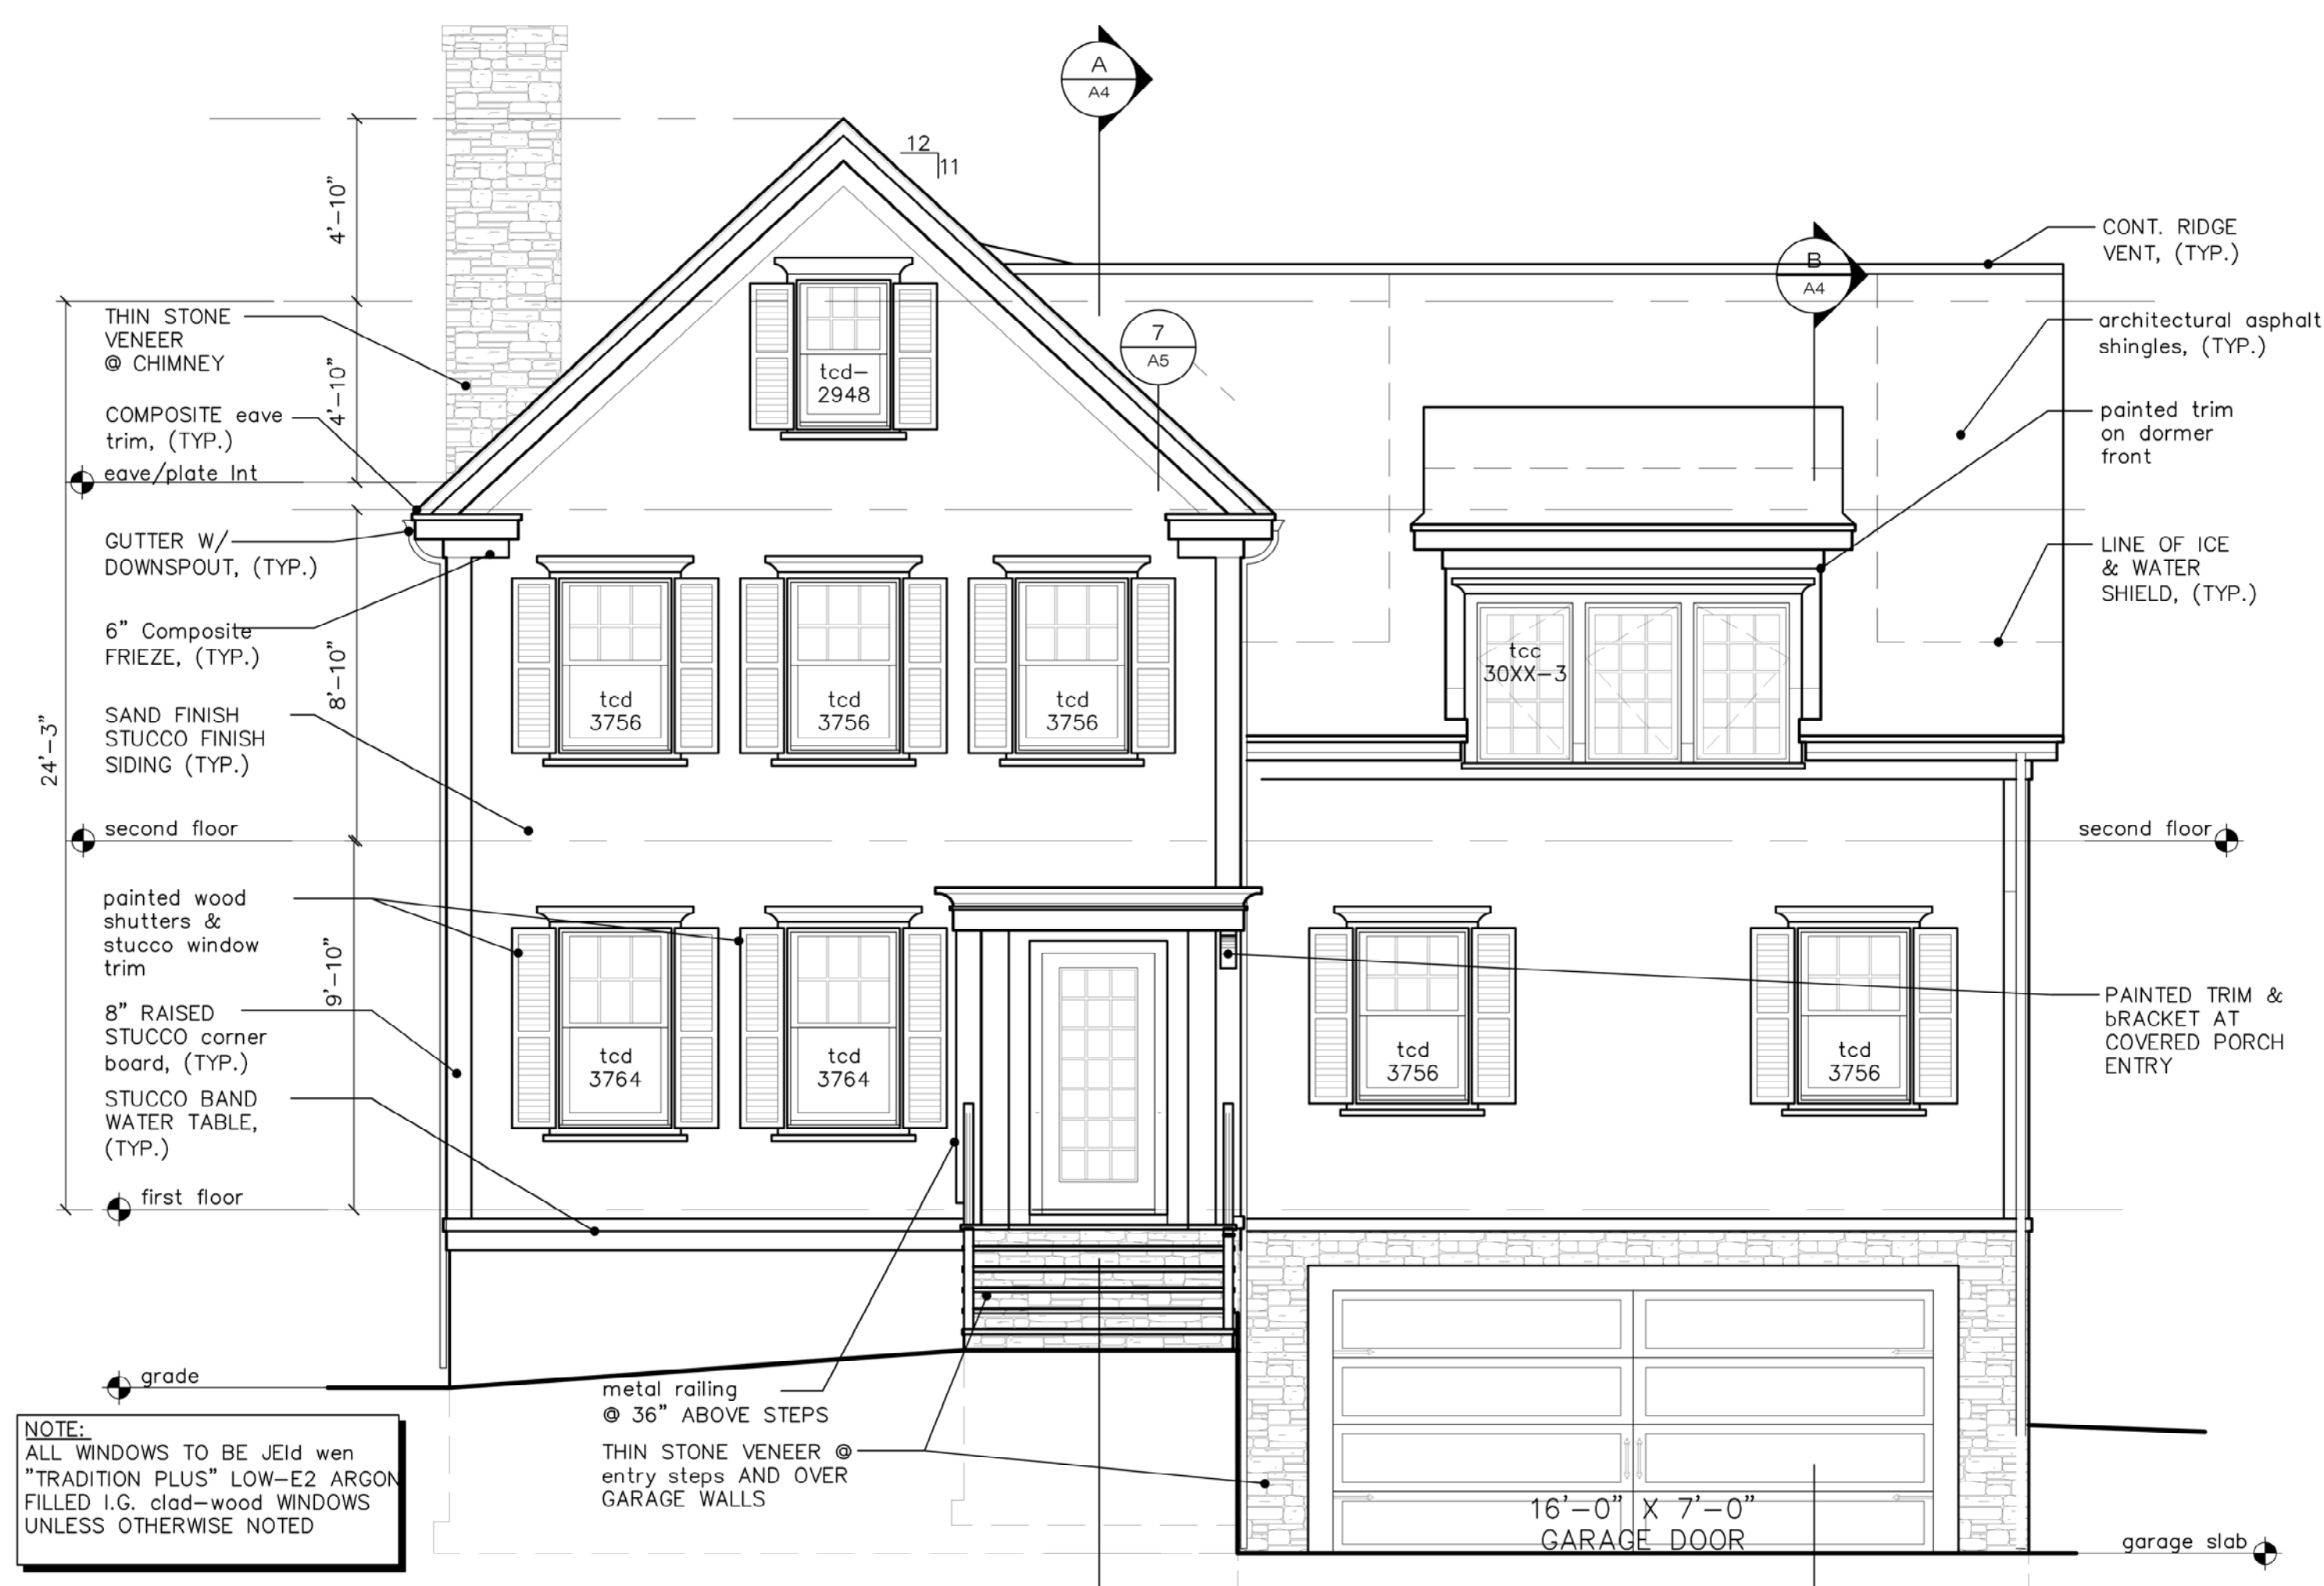 A
A4
12
11
4'-10"
CONT. RIDGE
VENT, (TYP.)
B
A4
THIN STONE
VENEER
@ CHIMNEY
7
A5
architectural asphalt
shingles, (TYP.)
4'-10"
tcd-
2948
COMPOSITE eave
trim, (TYP.)
painted trim
on dormer
front
eave/plate Int
GUTTER W/
DOWNSPOUT, (TYP.)
LINE OF ICE
& WATER
SHIELD, (TYP.)
6" Composite
FRIEZE, (TYP.)
8'-10"
tcc
30XX-3
tcd
3756
tcd
3756
tcd
3756
24'-3"
SAND FINISH
STUCCO FINISH
SIDING (TYP.)
second floor
second floor
painted wood
shutters &
stucco window
trim
9'-10"
8" RAISED
STUCCO corner
board, (TYP.)
tcd
3764
tcd
3764
tcd
3756
tcd
3756
PAINTED TRIM &
bRACKET AT
COVERED PORCH
ENTRY
STUCCO BAND
WATER TABLE,
(TYP.)
first floor
grade
metal railing
@ 36" ABOVE STEPS
THIN STONE VENEER @
entry steps AND OVER
GARAGE WALLS
NOTE:
ALL WINDOWS TO BE JEld wen
"TRADITION PLUS" LOW-E2 ARGON
FILLED I.G. clad-wood WINDOWS
UNLESS OTHERWISE NOTED
16'-0" X 7'-0"
GARAGE DOOR
garage slab